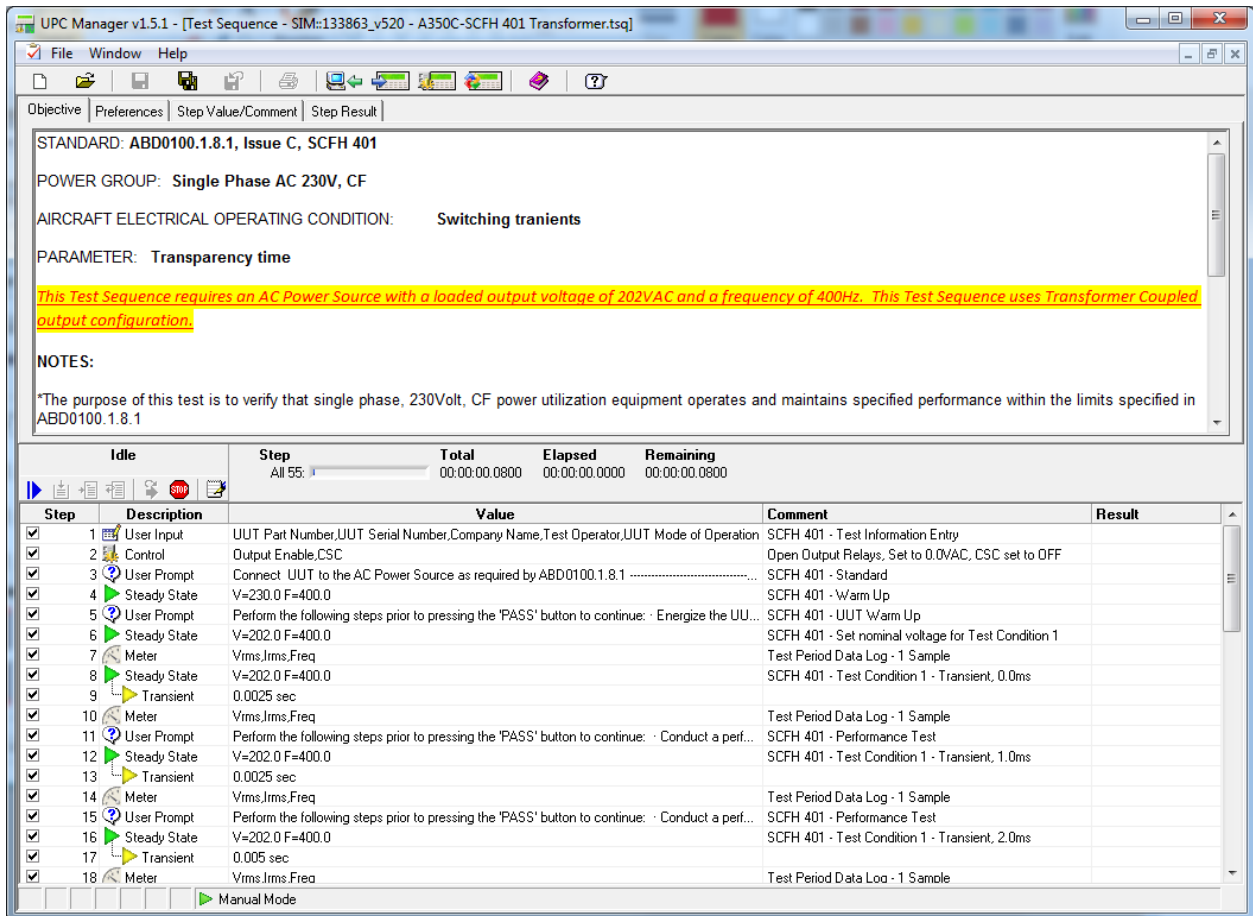 UPC Manager v1.5.1 - [Test Sequence - SIM::133863_v520 - A350C-SCFH 401 Transformer.tsq]
File Window Help
Objective Preferences Step Value/Comment Step Result
STANDARD: ABD0100.1.8.1, Issue C, SCFH 401
POWER GROUP: Single Phase AC 230V, CF
AIRCRAFT ELECTRICAL OPERATING CONDITION: Switching tranients
PARAMETER: Transparency time
This Test Sequence requires an AC Power Source with a loaded output voltage of 202VAC and a frequency of 400Hz. This Test Sequence uses Transformer Coupled
output configuration.
NOTES:
*The purpose of this test is to verify that single phase, 230Volt, CF power utilization equipment operates and maintains specified performance within the limits specified in
ABD0100.1.8.1
Idle Step Total Elapsed Remaining
All 55: 00:00:00.0800 00:00:00.0000 00:00:00.0800
STOP
Step Description Value Comment Result
1 User Input UUT Part Number,UUT Serial Number,Company Name,Test Operator,UUT Mode of Operation SCFH 401 - Test Information Entry
2 Control Output Enable,CSC Open Output Relays, Set to 0.0VAC, CSC set to OFF
3 User Prompt Connect UUT to the AC Power Source as required by ABD0100.1.8.1 ----------------------------------... SCFH 401 - Standard
4 Steady State V=230.0 F=400.0 SCFH 401 - Warm Up
5 User Prompt Perform the following steps prior to pressing the 'PASS' button to continue: · Energize the UU... SCFH 401 - UUT Warm Up
6 Steady State V=202.0 F=400.0 SCFH 401 - Set nominal voltage for Test Condition 1
7 Meter Vrms,Irms,Freq Test Period Data Log - 1 Sample
8 Steady State V=202.0 F=400.0 SCFH 401 - Test Condition 1 - Transient, 0.0ms
9 Transient 0.0025 sec
10 Meter Vrms,Irms,Freq Test Period Data Log - 1 Sample
11 User Prompt Perform the following steps prior to pressing the 'PASS' button to continue: · Conduct a perf... SCFH 401 - Performance Test
12 Steady State V=202.0 F=400.0 SCFH 401 - Test Condition 1 - Transient, 1.0ms
13 Transient 0.0025 sec
14 Meter Vrms,Irms,Freq Test Period Data Log - 1 Sample
15 User Prompt Perform the following steps prior to pressing the 'PASS' button to continue: · Conduct a perf... SCFH 401 - Performance Test
16 Steady State V=202.0 F=400.0 SCFH 401 - Test Condition 1 - Transient, 2.0ms
17 Transient 0.005 sec
18 Meter Vrms,Irms,Freq Test Period Data Log - 1 Sample
Manual Mode